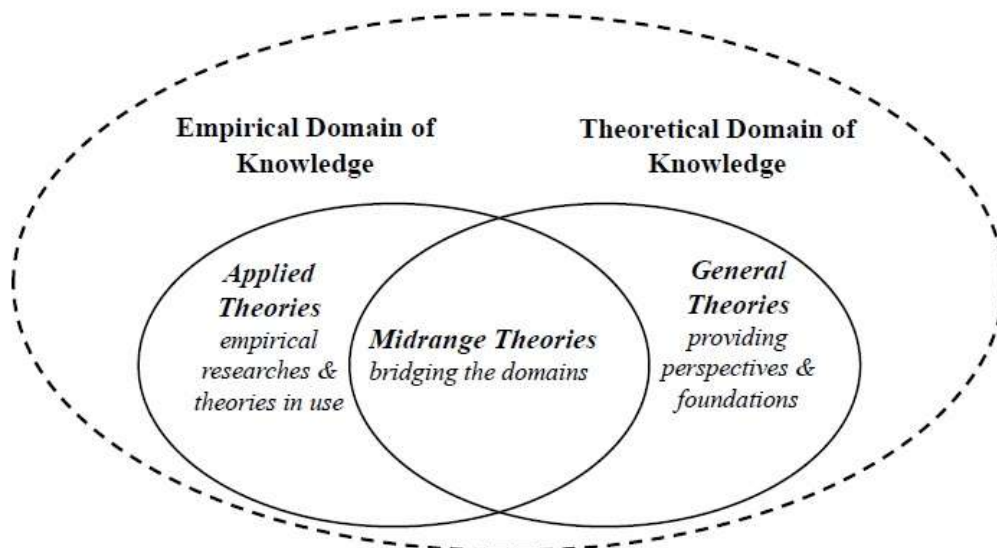 Empirical Domain of
Knowledge
Theoretical Domain of
Knowledge
Applied
Theories
empirical
researches &
theories in use
Midrange Theories
bridging the domains
General
Theories
providing
perspectives &
foundations